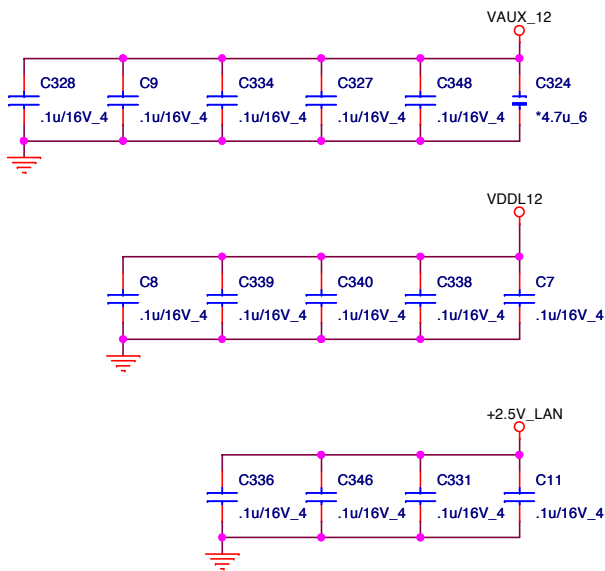 VAUX_12
C328 C9 C334 C327 C348 C324
.1u/16V_4 .1u/16V_4 .1u/16V_4 .1u/16V_4 .1u/16V_4 *4.7u_6
VDDL12
C8 C339 C340 C338 C7
.1u/16V_4 .1u/16V_4 .1u/16V_4 .1u/16V_4 .1u/16V_4
+2.5V_LAN
C336 C346 C331 C11
.1u/16V_4 .1u/16V_4 .1u/16V_4 .1u/16V_4